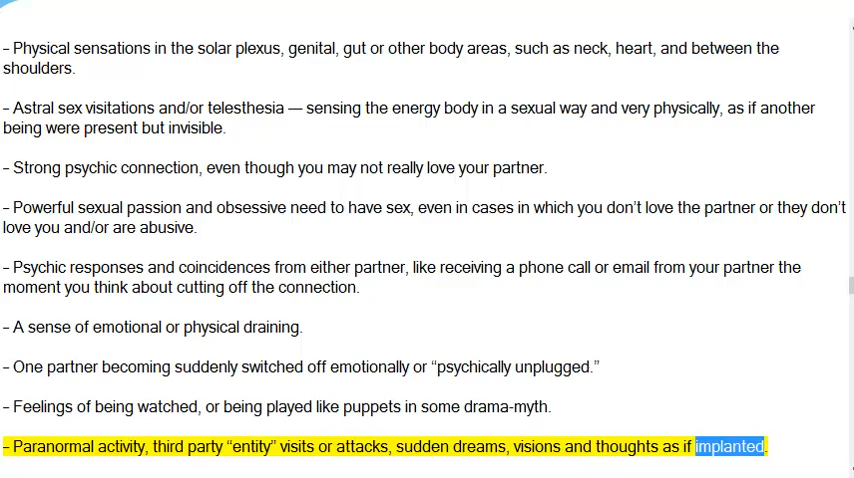 – Physical sensations in the solar plexus, genital, gut or other body areas, such as neck, heart, and between the
shoulders.
– Astral sex visitations and/or telesthesia — sensing the energy body in a sexual way and very physically, as if another
being were present but invisible.
– Strong psychic connection, even though you may not really love your partner.
– Powerful sexual passion and obsessive need to have sex, even in cases in which you don’t love the partner or they don’t
love you and/or are abusive.
– Psychic responses and coincidences from either partner, like receiving a phone call or email from your partner the
moment you think about cutting off the connection.
– A sense of emotional or physical draining.
– One partner becoming suddenly switched off emotionally or “psychically unplugged.”
– Feelings of being watched, or being played like puppets in some drama-myth.
– Paranormal activity, third party “entity” visits or attacks, sudden dreams, visions and thoughts as if implanted.